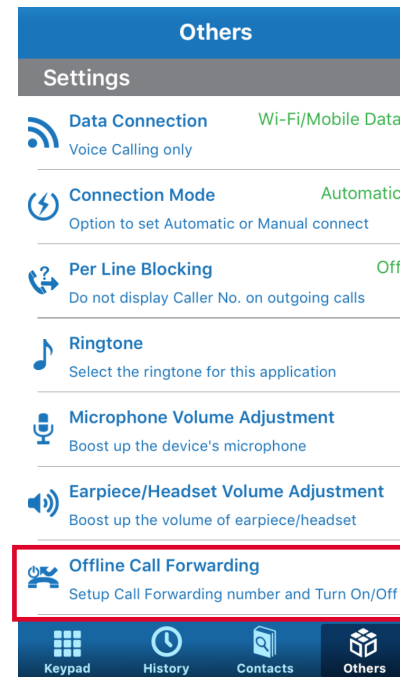 Others
Settings
Data Connection Wi-Fi/Mobile Data
Voice Calling only
Connection Mode Automatic
Option to set Automatic or Manual connect
Per Line Blocking Off
Do not display Caller No. on outgoing calls
Ringtone
Select the ringtone for this application
Microphone Volume Adjustment
Boost up the device's microphone
Earpiece/Headset Volume Adjustment
Boost up the volume of earpiece/headset
Offline Call Forwarding
Setup Call Forwarding number and Turn On/Off
Keypad History Contacts Others